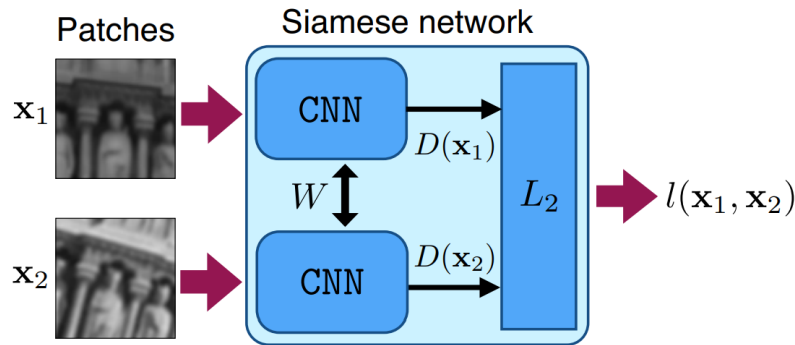 Patches
Siamese network
x₁
CNN
D(x₁)
W
L₂
l(x₁, x₂)
x₂
CNN
D(x₂)